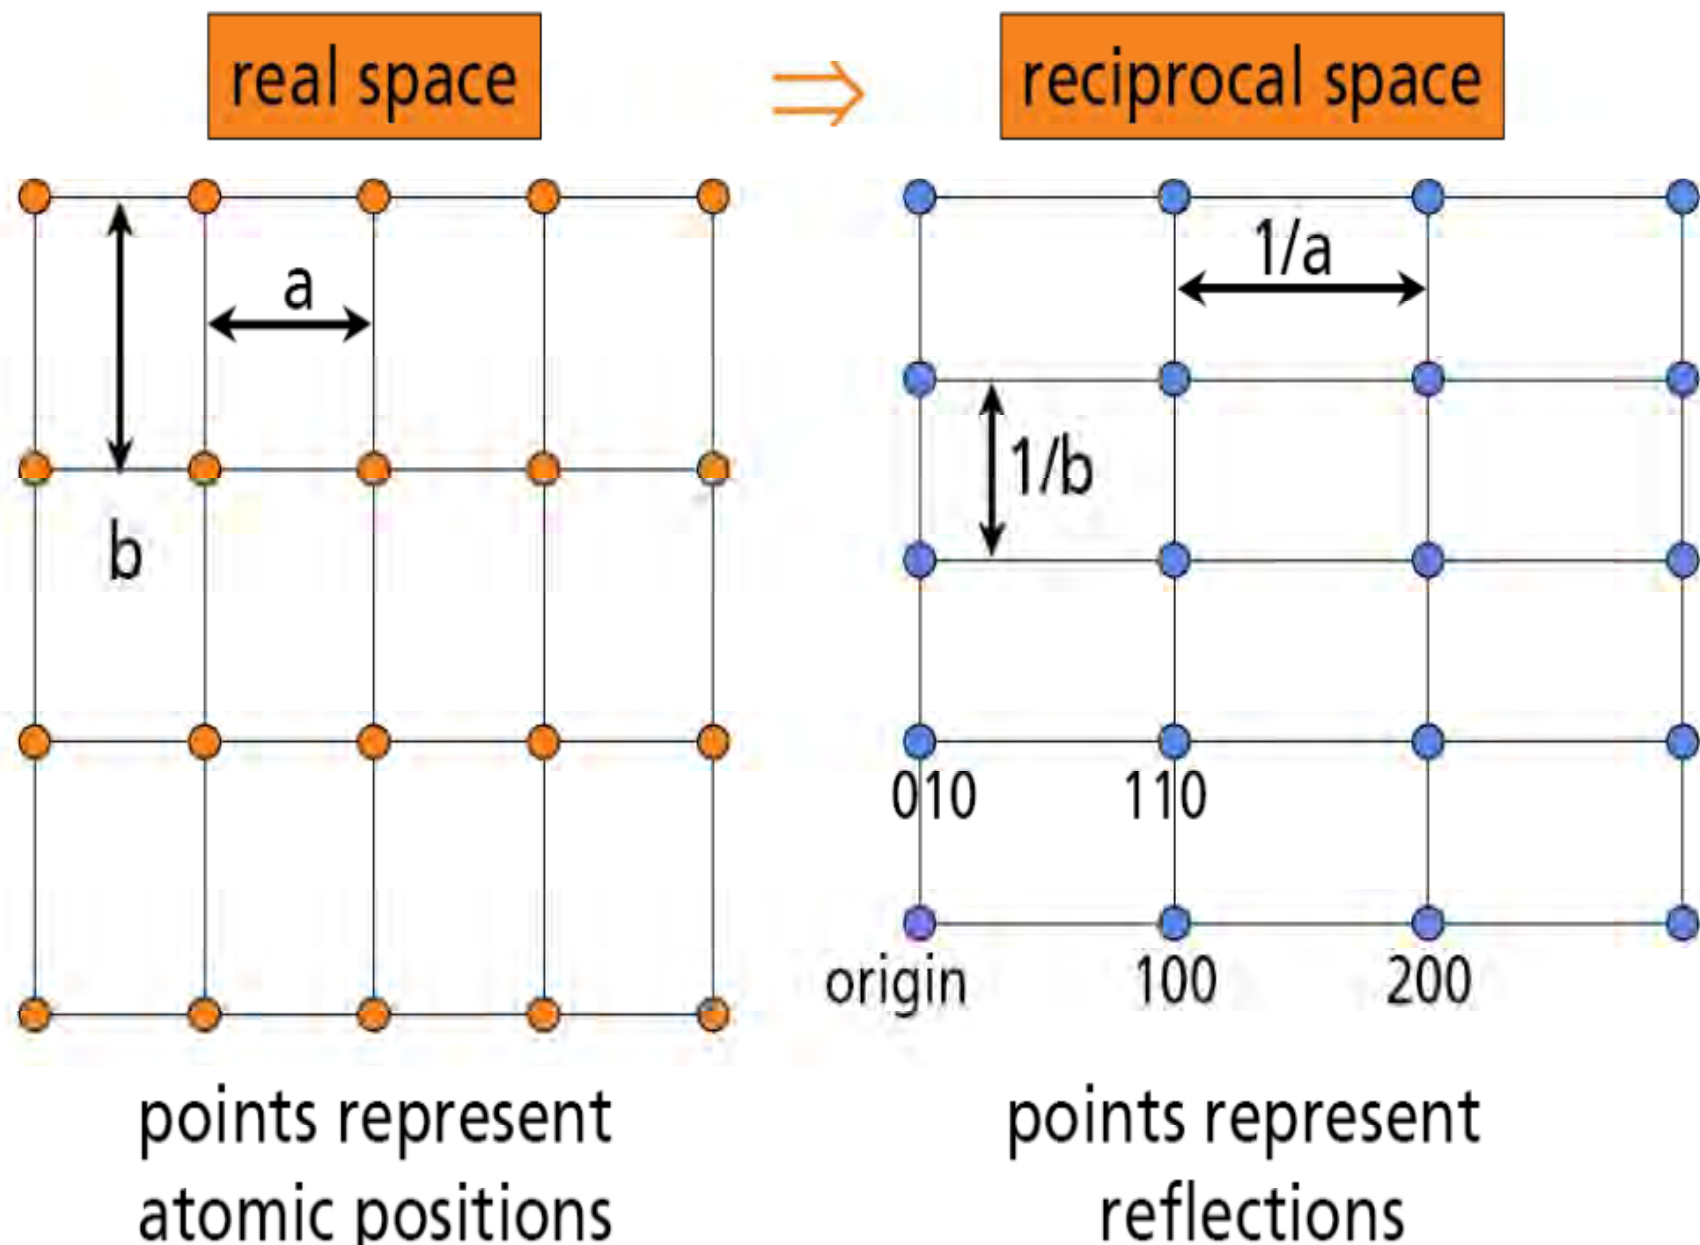 real space
⇒
reciprocal space
a
b
1/a
1/b
010
110
origin
100
200
points represent
atomic positions
points represent
reflections